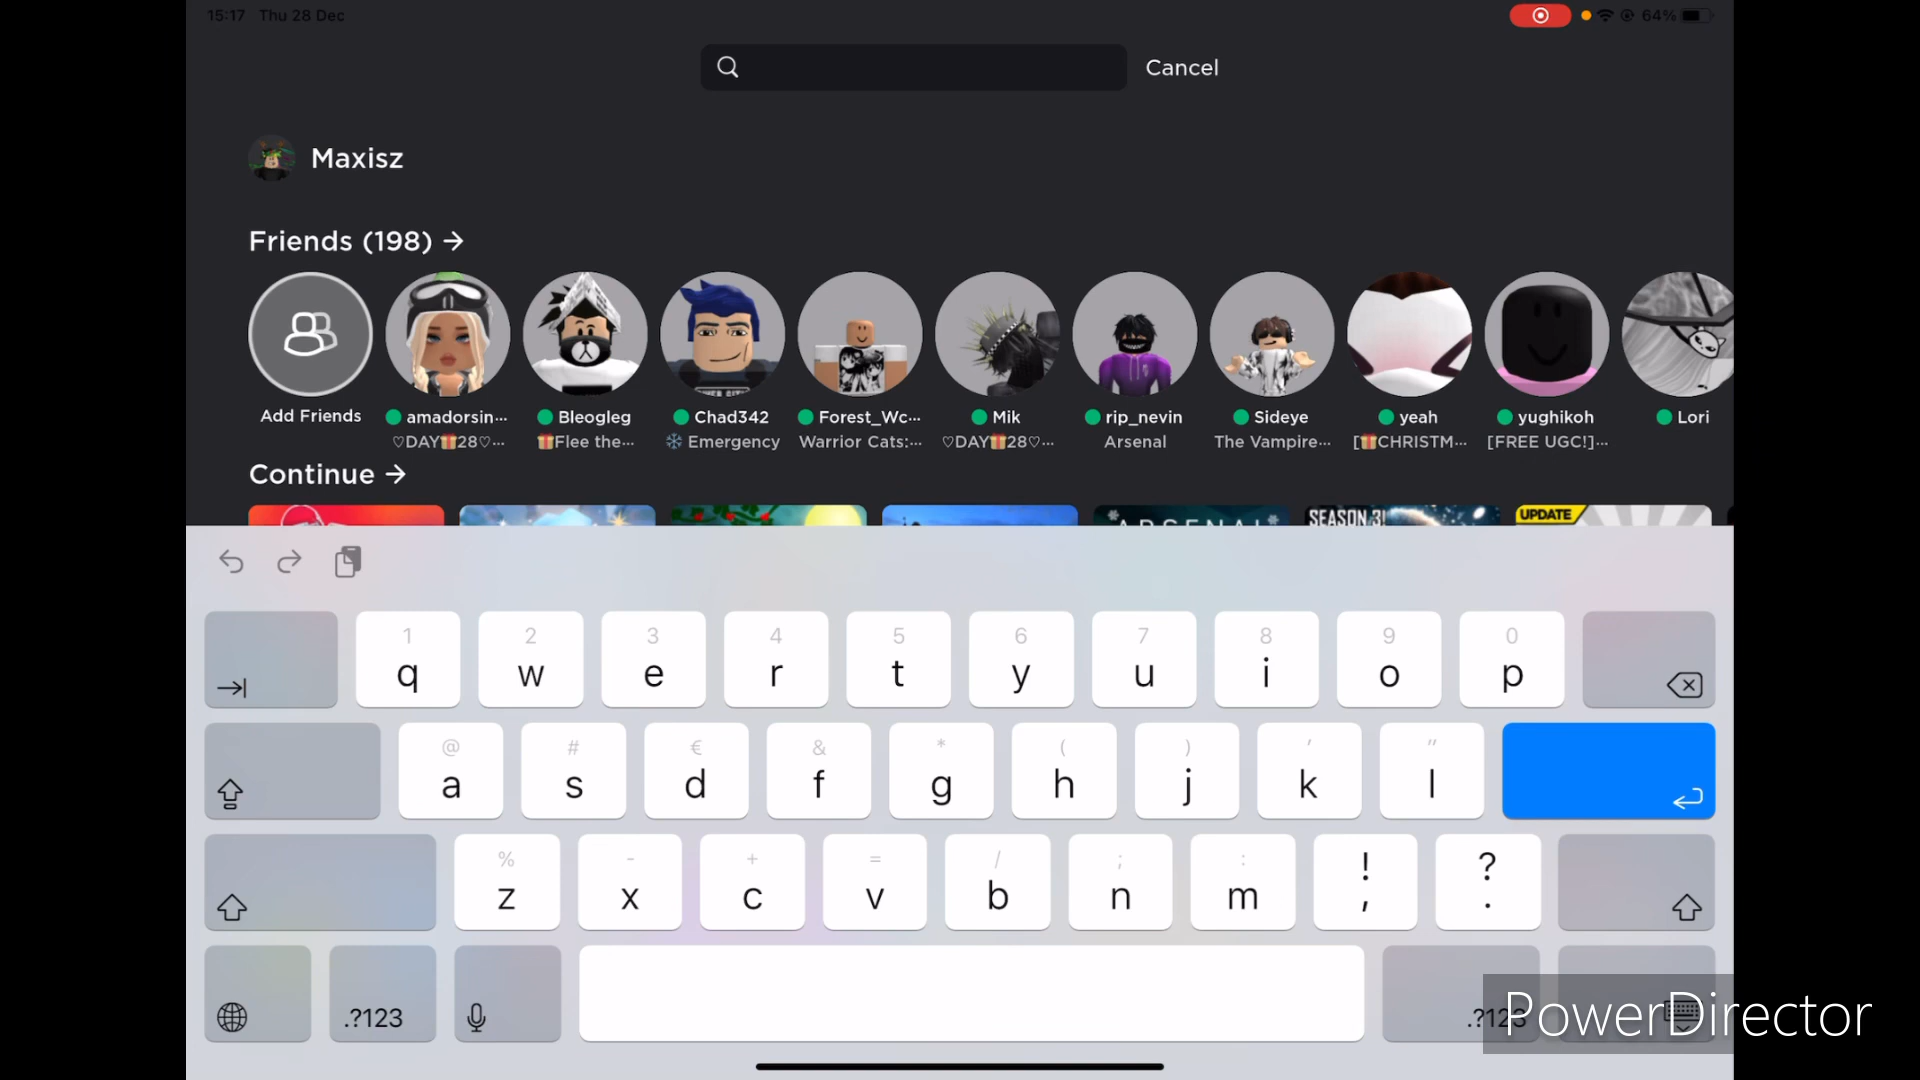 15:17 Thu 28 Dec
64%
Cancel
Maxisz
Friends (198) →
Add Friends
amadorsin...
♡DAY🎁28♡...
Bleogleg
🎁Flee the...
Chad342
❄️ Emergency
Forest_Wc...
Warrior Cats:...
Mik
♡DAY🎁28♡...
rip_nevin
Arsenal
Sideye
The Vampire...
yeah
[🎁CHRISTM...
yughikoh
[FREE UGC!]...
Lori
Continue →
ARSENAL
SEASON 3!
UPDATE
1 2 3 4 5 6 7 8 9 0
q w e r t y u i o p
@ # € & * ( ) ' "
a s d f g h j k l
% - + = / ; : ! ?
z x c v b n m , .
.?123 .?123
PowerDirector